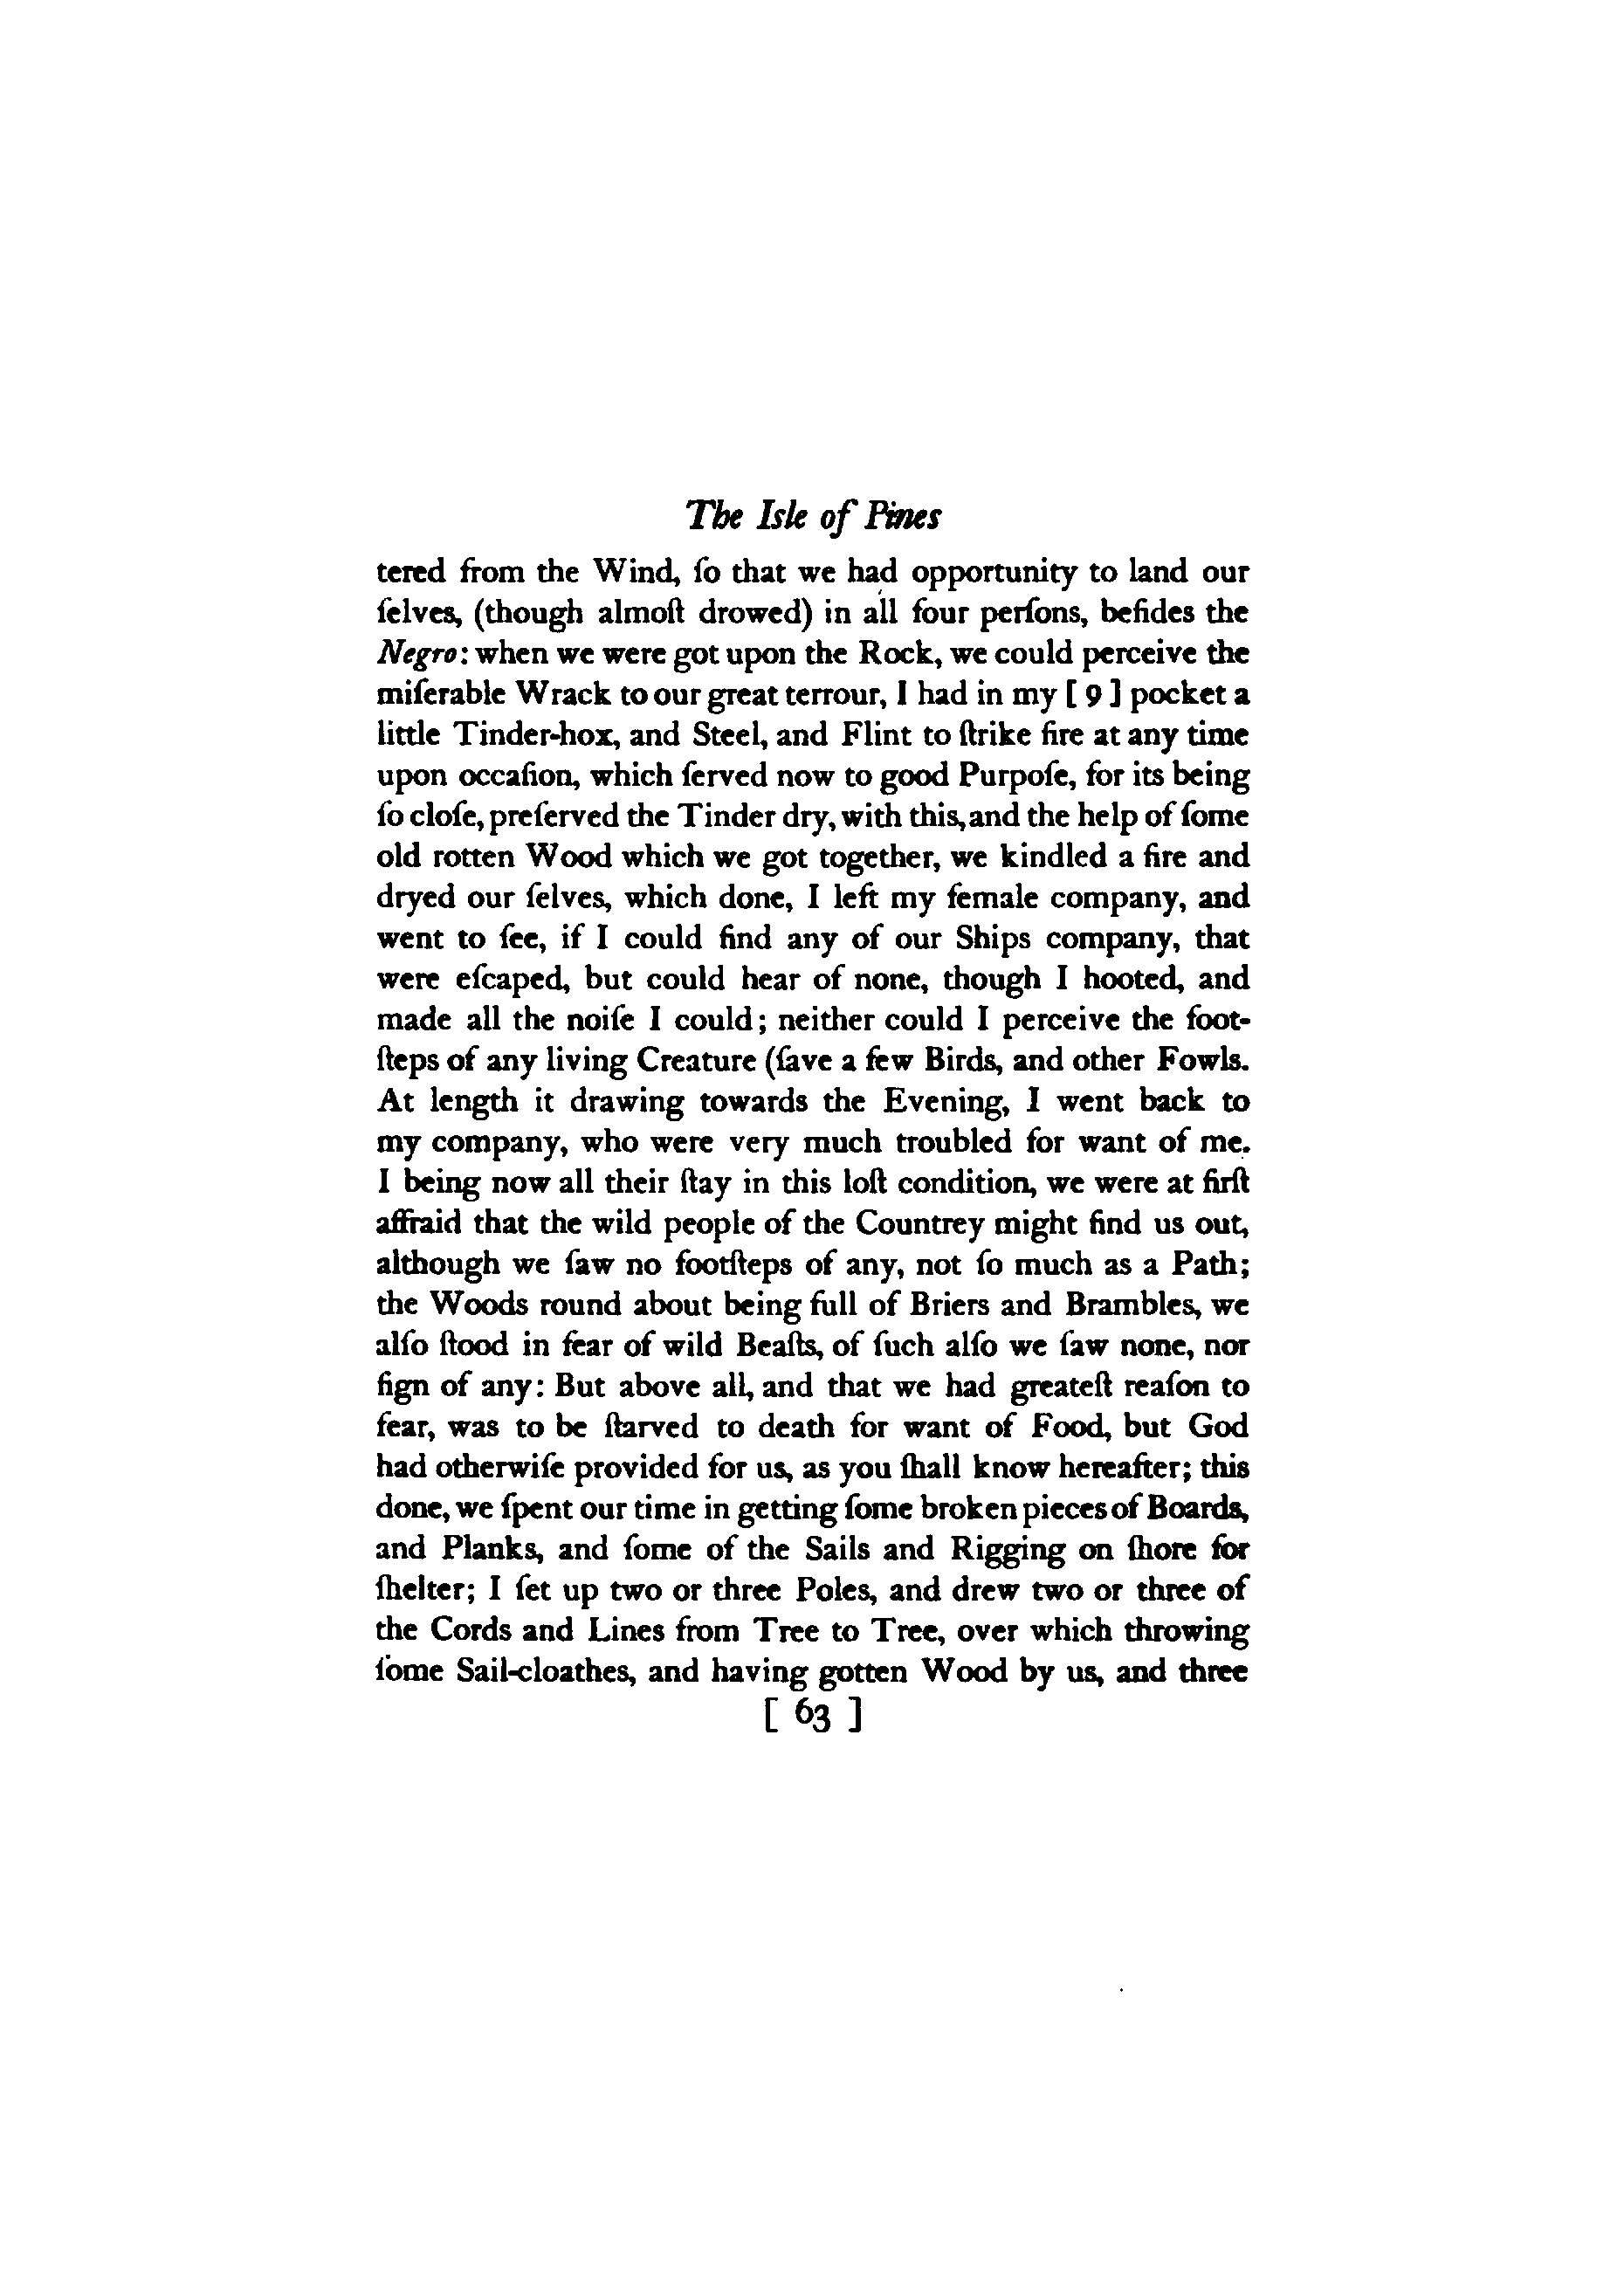 The Isle of Pines
tered from the Wind, ſo that we had opportunity to land our
ſelves, (though almoſt drowed) in all four perſons, beſides the
Negro: when we were got upon the Rock, we could perceive the
miſerable Wrack to our great terrour, I had in my [ 9 ] pocket a
little Tinder-hox, and Steel, and Flint to ſtrike fire at any time
upon occaſion, which ſerved now to good Purpoſe, for its being
ſo cloſe, preſerved the Tinder dry, with this, and the help of ſome
old rotten Wood which we got together, we kindled a fire and
dryed our ſelves, which done, I left my female company, and
went to ſee, if I could find any of our Ships company, that
were eſcaped, but could hear of none, though I hooted, and
made all the noiſe I could; neither could I perceive the foot-
ſteps of any living Creature (ſave a few Birds, and other Fowls.
At length it drawing towards the Evening, I went back to
my company, who were very much troubled for want of me.
I being now all their ſtay in this loſt condition, we were at firſt
affraid that the wild people of the Countrey might find us out,
although we ſaw no footſteps of any, not ſo much as a Path;
the Woods round about being full of Briers and Brambles, we
alſo ſtood in fear of wild Beaſts, of ſuch alſo we ſaw none, nor
ſign of any: But above all, and that we had greateſt reaſon to
fear, was to be ſtarved to death for want of Food, but God
had otherwiſe provided for us, as you ſhall know hereafter; this
done, we ſpent our time in getting ſome broken pieces of Boards,
and Planks, and ſome of the Sails and Rigging on ſhore for
ſhelter; I ſet up two or three Poles, and drew two or three of
the Cords and Lines from Tree to Tree, over which throwing
ſome Sail-cloathes, and having gotten Wood by us, and three
[ 63 ]